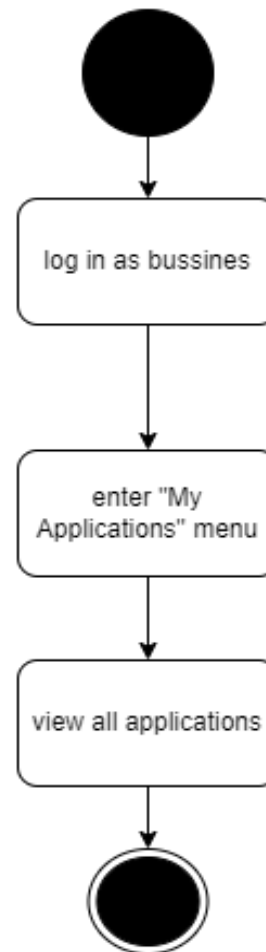 log in as bussines
enter "My
Applications" menu
view all applications